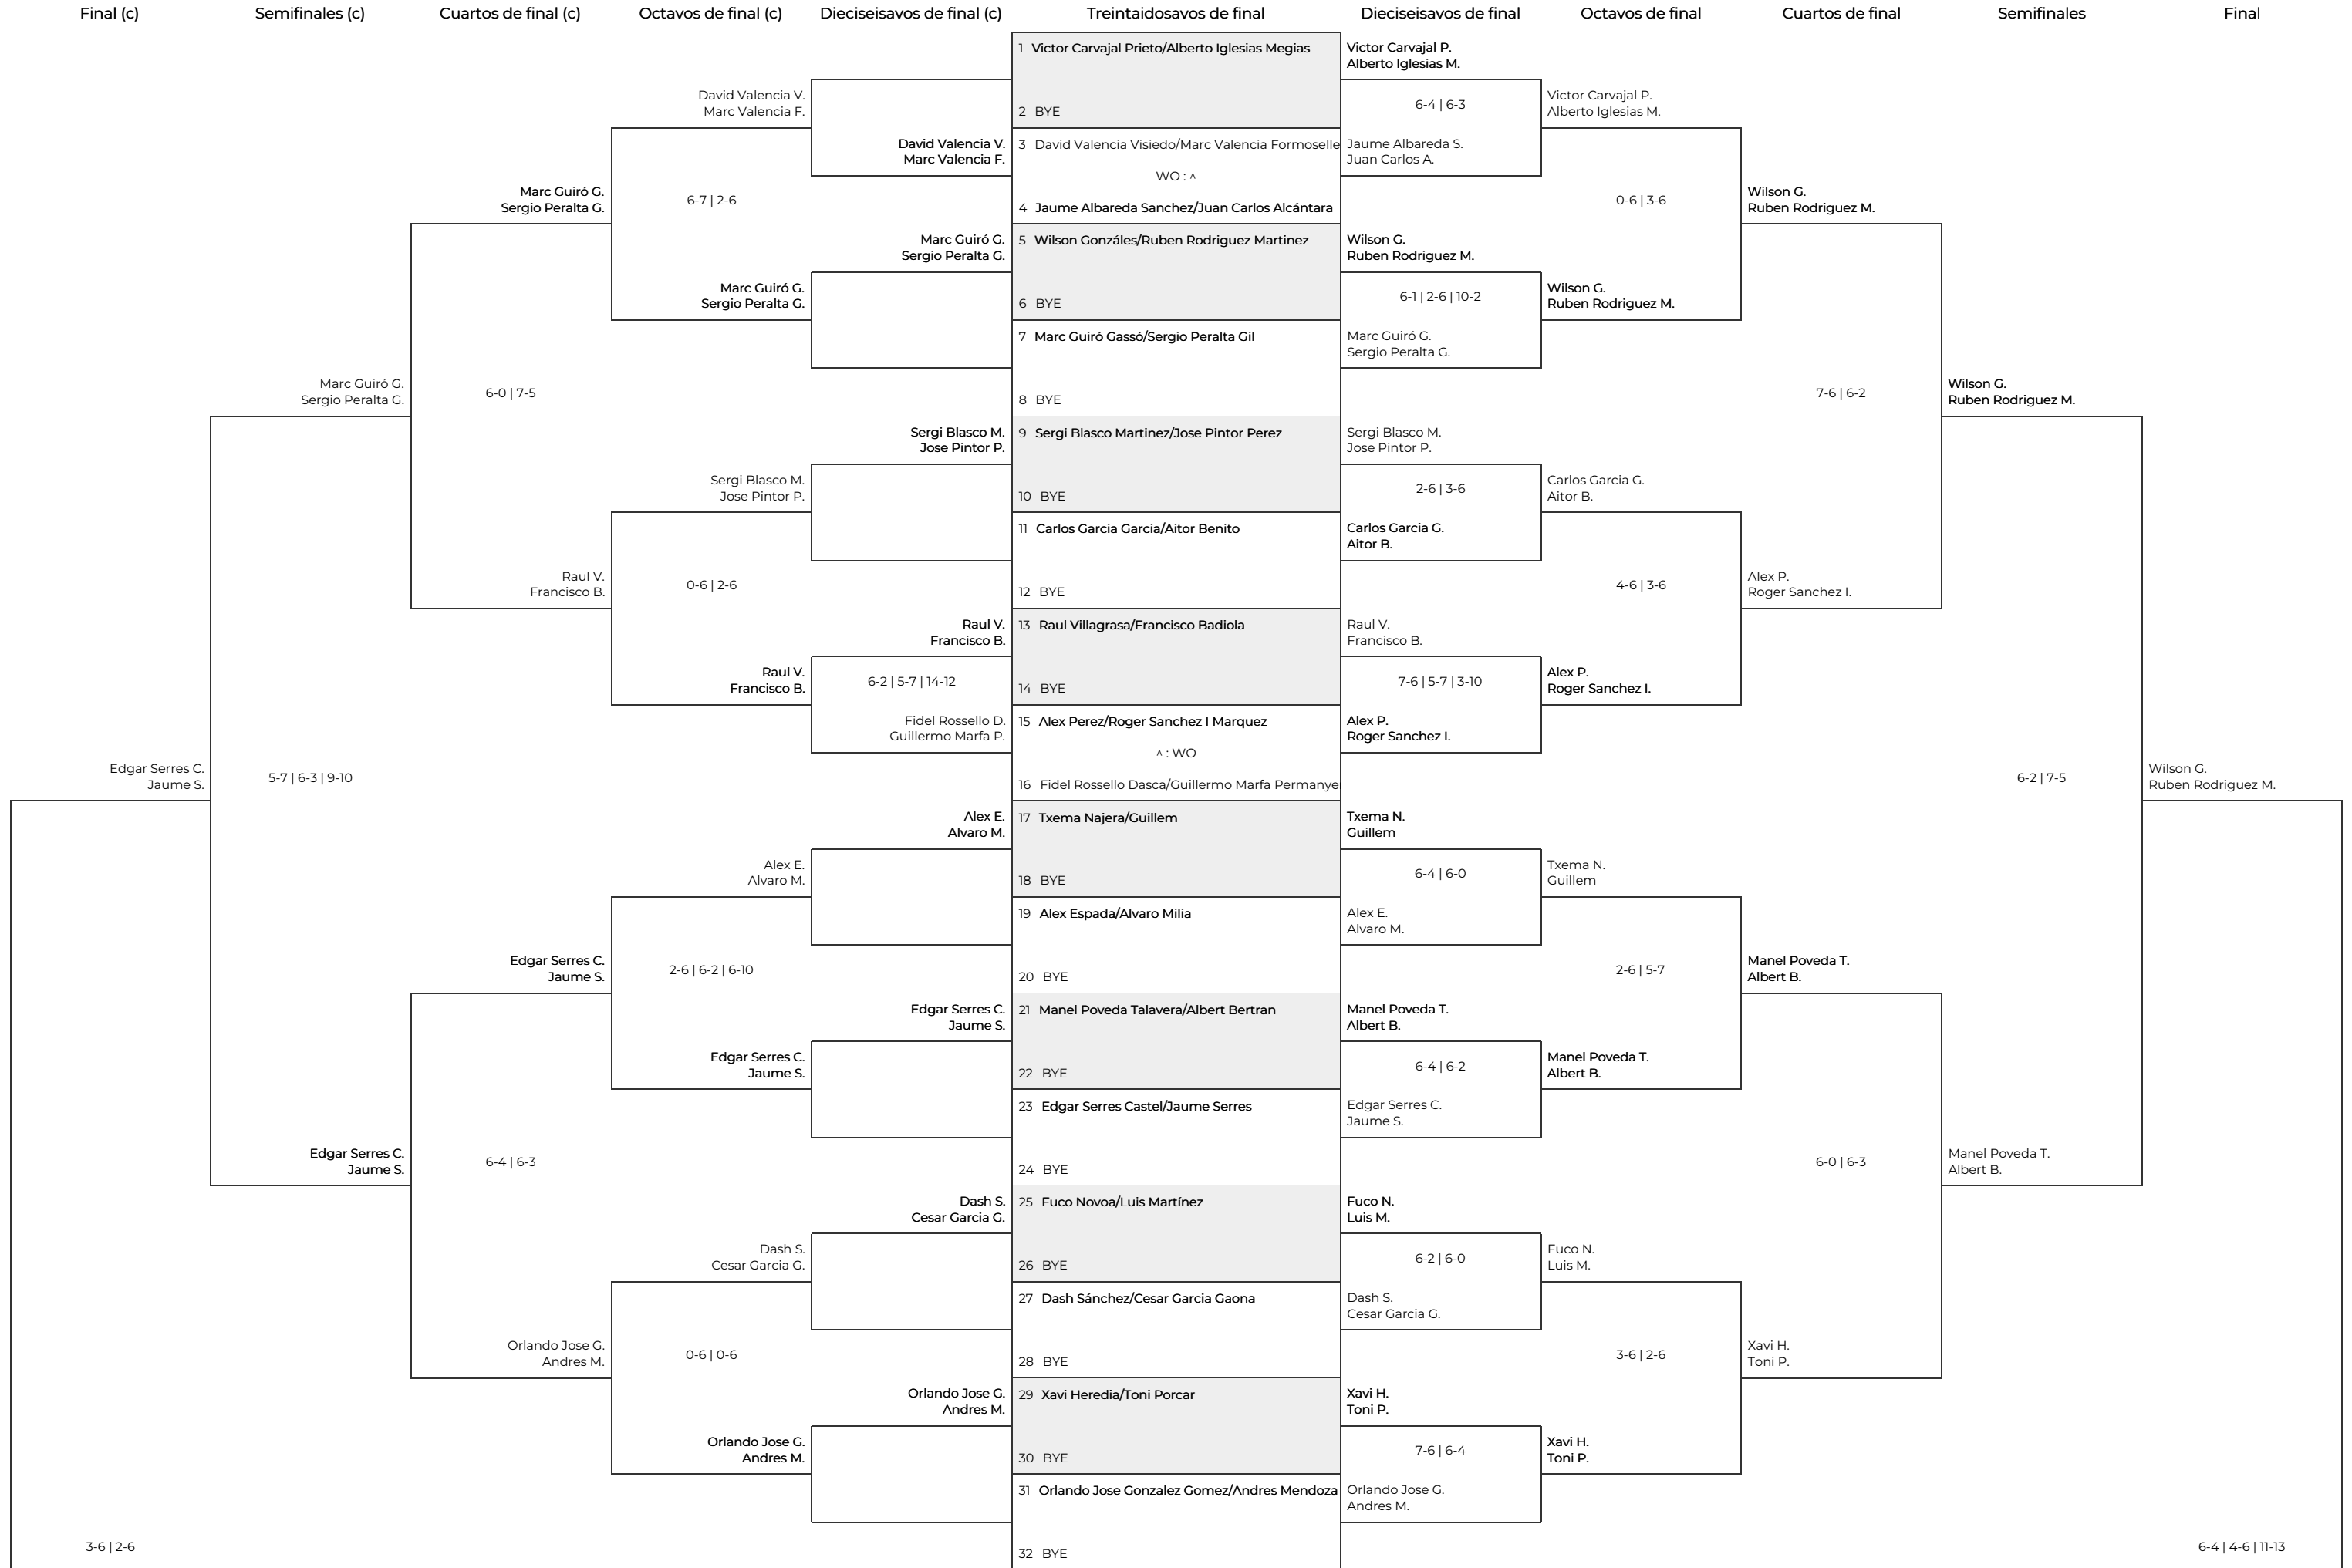 Final (c)
Semifinales (c)
Cuartos de final (c)
Octavos de final (c)
Dieciseisavos de final (c)
Treintaidosavos de final
Dieciseisavos de final
Octavos de final
Cuartos de final
Semifinales
Final
Edgar Serres C.
Jaume S.
3-6 | 2-6
Marc Guiró G.
Sergio Peralta G.
5-7 | 6-3 | 9-10
Edgar Serres C.
Jaume S.
Marc Guiró G.
Sergio Peralta G.
6-0 | 7-5
Raul V.
Francisco B.
Edgar Serres C.
Jaume S.
6-4 | 6-3
Orlando Jose G.
Andres M.
David Valencia V.
Marc Valencia F.
6-7 | 2-6
Marc Guiró G.
Sergio Peralta G.
Sergi Blasco M.
Jose Pintor P.
0-6 | 2-6
Raul V.
Francisco B.
Alex E.
Alvaro M.
2-6 | 6-2 | 6-10
Edgar Serres C.
Jaume S.
Dash S.
Cesar Garcia G.
0-6 | 0-6
Orlando Jose G.
Andres M.
David Valencia V.
Marc Valencia F.
Marc Guiró G.
Sergio Peralta G.
Sergi Blasco M.
Jose Pintor P.
Raul V.
Francisco B.
6-2 | 5-7 | 14-12
Fidel Rossello D.
Guillermo Marfa P.
Alex E.
Alvaro M.
Edgar Serres C.
Jaume S.
Dash S.
Cesar Garcia G.
Orlando Jose G.
Andres M.
1 Victor Carvajal Prieto/Alberto Iglesias Megias
2 BYE
3 David Valencia Visiedo/Marc Valencia Formoselle
WO : ^
4 Jaume Albareda Sanchez/Juan Carlos Alcántara
5 Wilson Gonzáles/Ruben Rodriguez Martinez
6 BYE
7 Marc Guiró Gassó/Sergio Peralta Gil
8 BYE
9 Sergi Blasco Martinez/Jose Pintor Perez
10 BYE
11 Carlos Garcia Garcia/Aitor Benito
12 BYE
13 Raul Villagrasa/Francisco Badiola
14 BYE
15 Alex Perez/Roger Sanchez I Marquez
^ : WO
16 Fidel Rossello Dasca/Guillermo Marfa Permanye
17 Txema Najera/Guillem
18 BYE
19 Alex Espada/Alvaro Milia
20 BYE
21 Manel Poveda Talavera/Albert Bertran
22 BYE
23 Edgar Serres Castel/Jaume Serres
24 BYE
25 Fuco Novoa/Luis Martínez
26 BYE
27 Dash Sánchez/Cesar Garcia Gaona
28 BYE
29 Xavi Heredia/Toni Porcar
30 BYE
31 Orlando Jose Gonzalez Gomez/Andres Mendoza
32 BYE
Victor Carvajal P.
Alberto Iglesias M.
6-4 | 6-3
Jaume Albareda S.
Juan Carlos A.
Wilson G.
Ruben Rodriguez M.
6-1 | 2-6 | 10-2
Marc Guiró G.
Sergio Peralta G.
Sergi Blasco M.
Jose Pintor P.
2-6 | 3-6
Carlos Garcia G.
Aitor B.
Raul V.
Francisco B.
7-6 | 5-7 | 3-10
Alex P.
Roger Sanchez I.
Txema N.
Guillem
6-4 | 6-0
Alex E.
Alvaro M.
Manel Poveda T.
Albert B.
6-4 | 6-2
Edgar Serres C.
Jaume S.
Fuco N.
Luis M.
6-2 | 6-0
Dash S.
Cesar Garcia G.
Xavi H.
Toni P.
7-6 | 6-4
Orlando Jose G.
Andres M.
Victor Carvajal P.
Alberto Iglesias M.
0-6 | 3-6
Wilson G.
Ruben Rodriguez M.
Carlos Garcia G.
Aitor B.
4-6 | 3-6
Alex P.
Roger Sanchez I.
Txema N.
Guillem
2-6 | 5-7
Manel Poveda T.
Albert B.
Fuco N.
Luis M.
3-6 | 2-6
Xavi H.
Toni P.
Wilson G.
Ruben Rodriguez M.
7-6 | 6-2
Alex P.
Roger Sanchez I.
Manel Poveda T.
Albert B.
6-0 | 6-3
Xavi H.
Toni P.
Wilson G.
Ruben Rodriguez M.
6-2 | 7-5
Manel Poveda T.
Albert B.
Wilson G.
Ruben Rodriguez M.
6-4 | 4-6 | 11-13